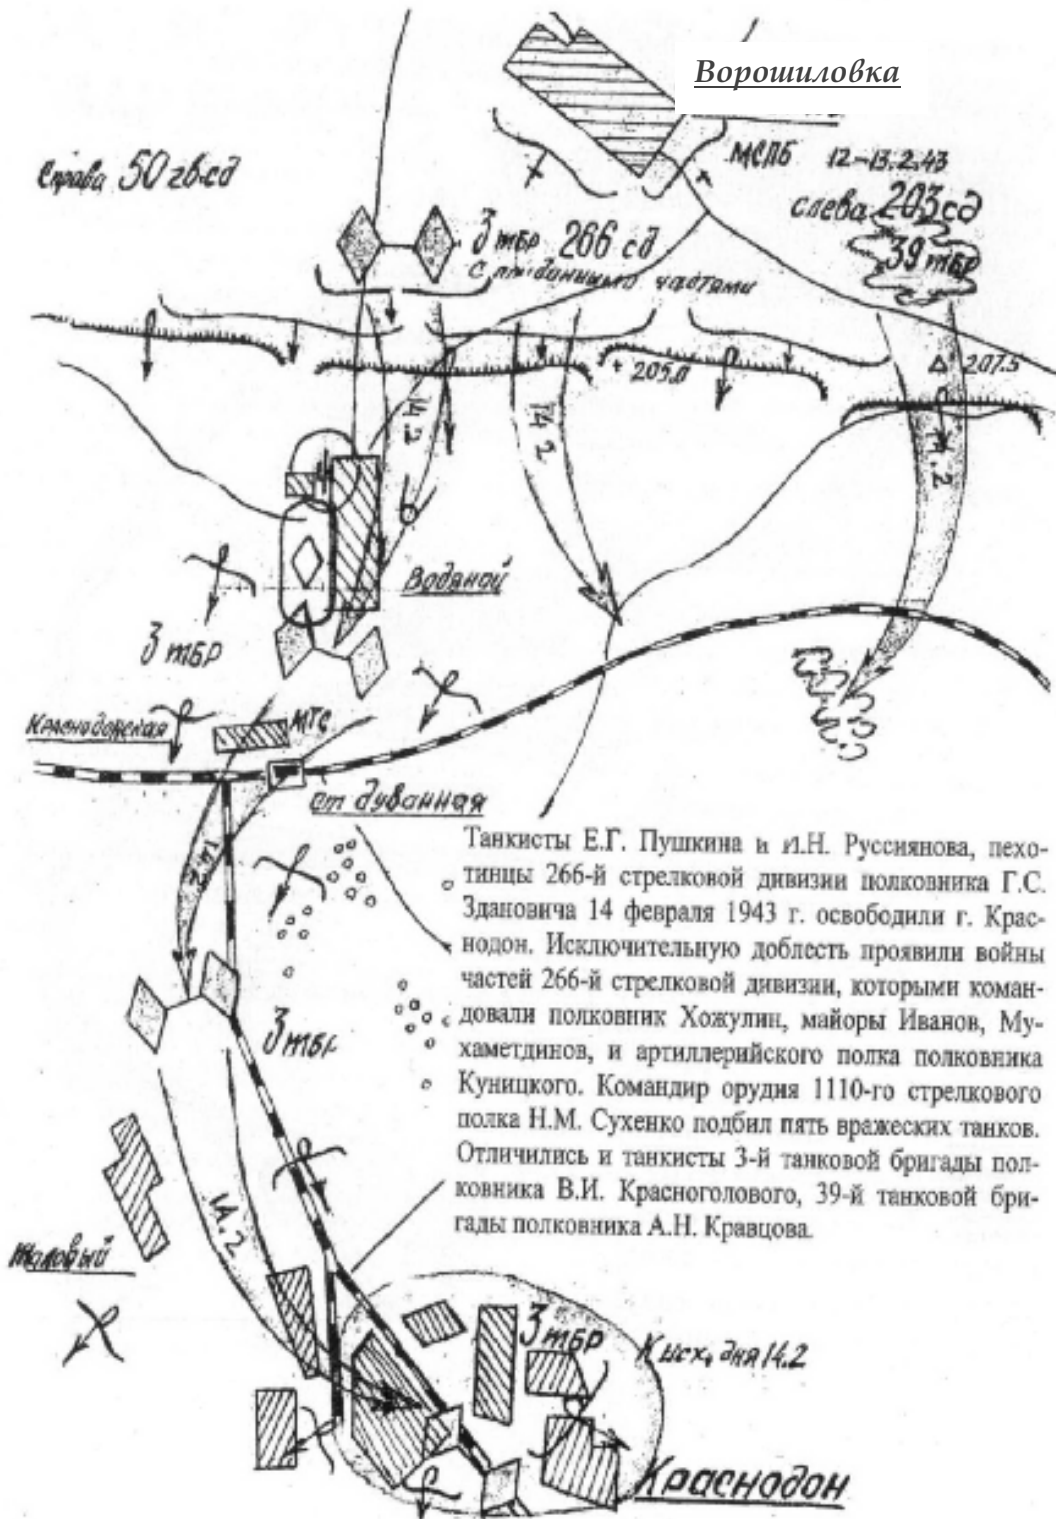 Ворошиловка
МСПБ 12-13.2.43
Справа 50 гв.сд
слева 203 сд
39 тбр
3 тбр 266 сд
с частями
+ 205.0
207.5
14.2
14 2
14.2
Водяной
3 тбр
Краснодонская
МТС
ст дуванная
14.2
Танкисты Е.Г. Пушкина и И.Н. Руссиянова, пехо-
тинцы 266-й стрелковой дивизии полковника Г.С.
Здановича 14 февраля 1943 г. освободили г. Крас-
нодон. Исключительную доблесть проявили войны
частей 266-й стрелковой дивизии, которыми коман-
довали полковник Хожулин, майоры Иванов, Му-
хаметдинов, и артиллерийского полка полковника
Куницкого. Командир орудия 1110-го стрелкового
полка Н.М. Сухенко подбил пять вражеских танков.
Отличились и танкисты 3-й танковой бригады пол-
ковника В.И. Красноголового, 39-й танковой бри-
гады полковника А.Н. Кравцова.
3 тбр
14.2
Таловый
3 тбр
К исх. дня 14.2
Краснодон